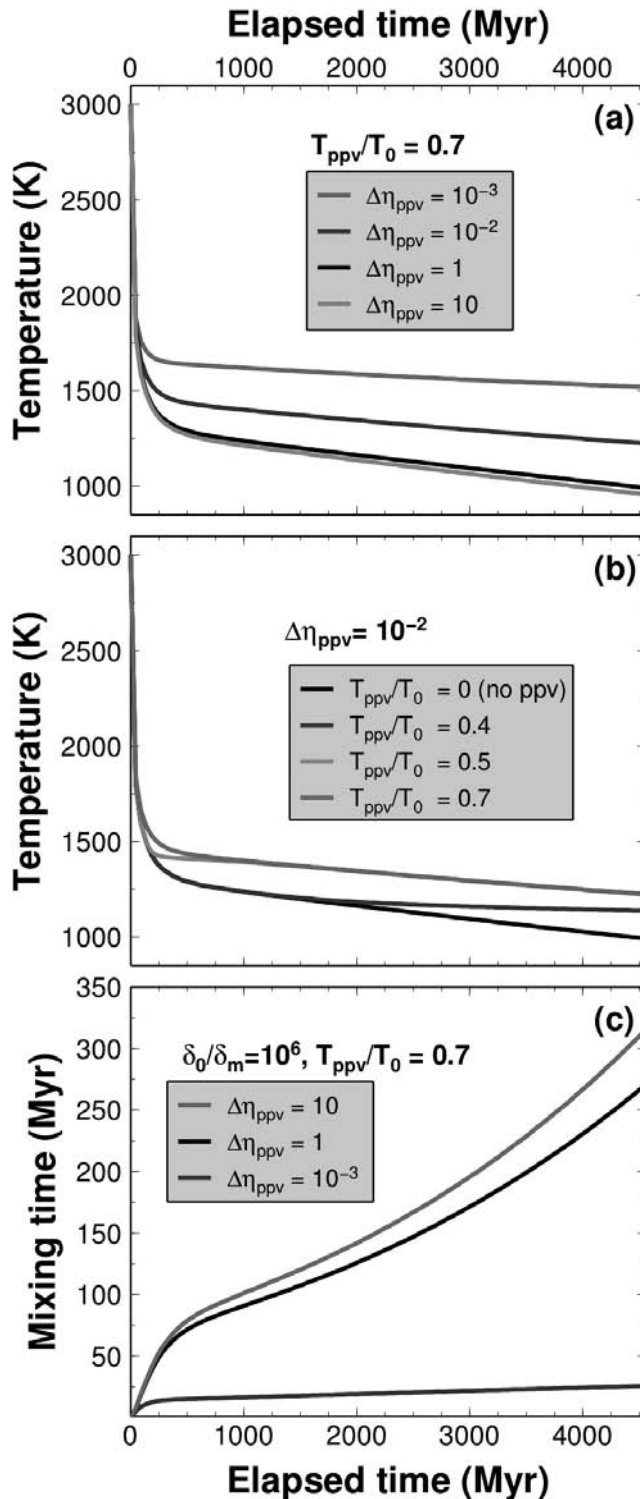 Elapsed time (Myr)
0 1000 2000 3000 4000
(a)
3000
2500
2000
1500
1000
Temperature (K)
Tppv/T0 = 0.7
Δηppv = 10⁻³
Δηppv = 10⁻²
Δηppv = 1
Δηppv = 10
(b)
3000
2500
2000
1500
1000
Temperature (K)
Δηppv= 10⁻²
Tppv/T0 = 0 (no ppv)
Tppv/T0 = 0.4
Tppv/T0 = 0.5
Tppv/T0 = 0.7
(c)
350
300
250
200
150
100
50
Mixing time (Myr)
δ0/δm=10⁶, Tppv/T0 = 0.7
Δηppv = 10
Δηppv = 1
Δηppv = 10⁻³
0 1000 2000 3000 4000
Elapsed time (Myr)